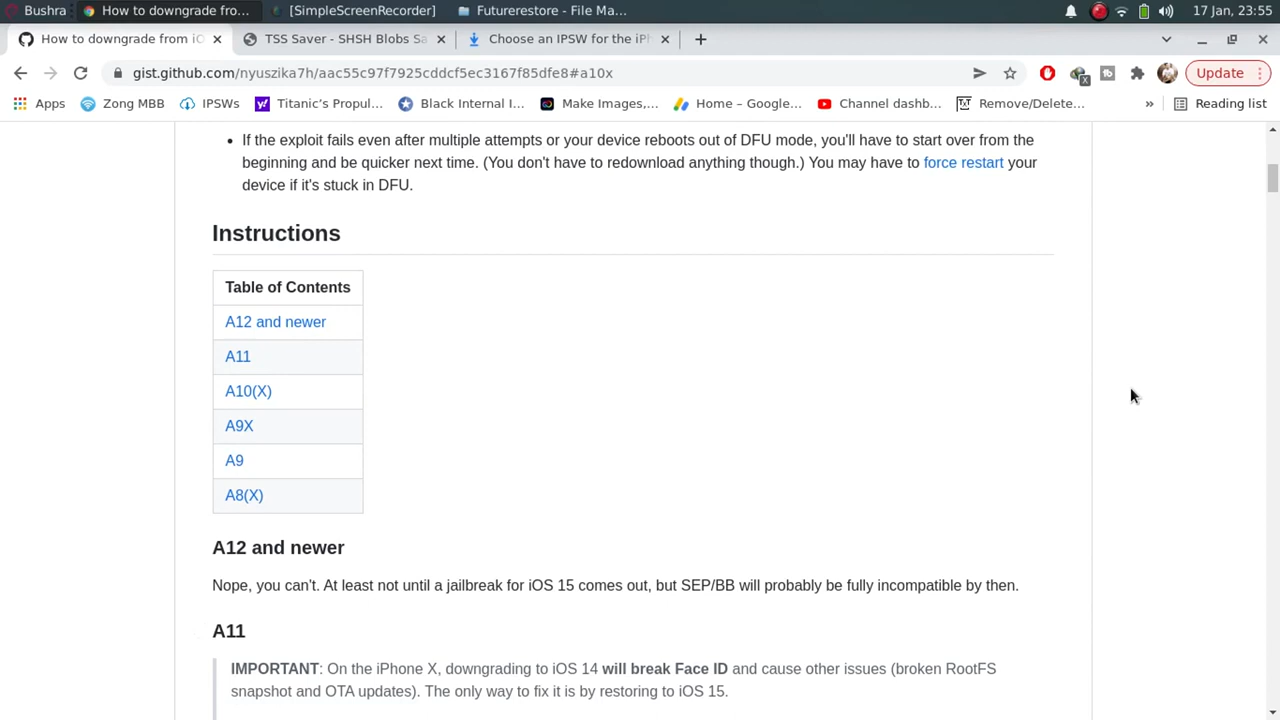 Bushra
How to downgrade fro...
[SimpleScreenRecorder]
Futurerestore - File Ma...
17 Jan, 23:55
How to downgrade from iO
TSS Saver - SHSH Blobs Sa
Choose an IPSW for the iPh
gist.github.com/nyuszika7h/aac55c97f7925cddcf5ec3167f85dfe8#a10x
Update
Apps
Zong MBB
IPSWs
Titanic's Propul...
Black Internal I...
Make Images,...
Home – Google...
Channel dashb...
Remove/Delete...
»
Reading list
• If the exploit fails even after multiple attempts or your device reboots out of DFU mode, you'll have to start over from the
beginning and be quicker next time. (You don't have to redownload anything though.) You may have to force restart your
device if it's stuck in DFU.
Instructions
Table of Contents
A12 and newer
A11
A10(X)
A9X
A9
A8(X)
A12 and newer
Nope, you can't. At least not until a jailbreak for iOS 15 comes out, but SEP/BB will probably be fully incompatible by then.
A11
IMPORTANT: On the iPhone X, downgrading to iOS 14 will break Face ID and cause other issues (broken RootFS
snapshot and OTA updates). The only way to fix it is by restoring to iOS 15.